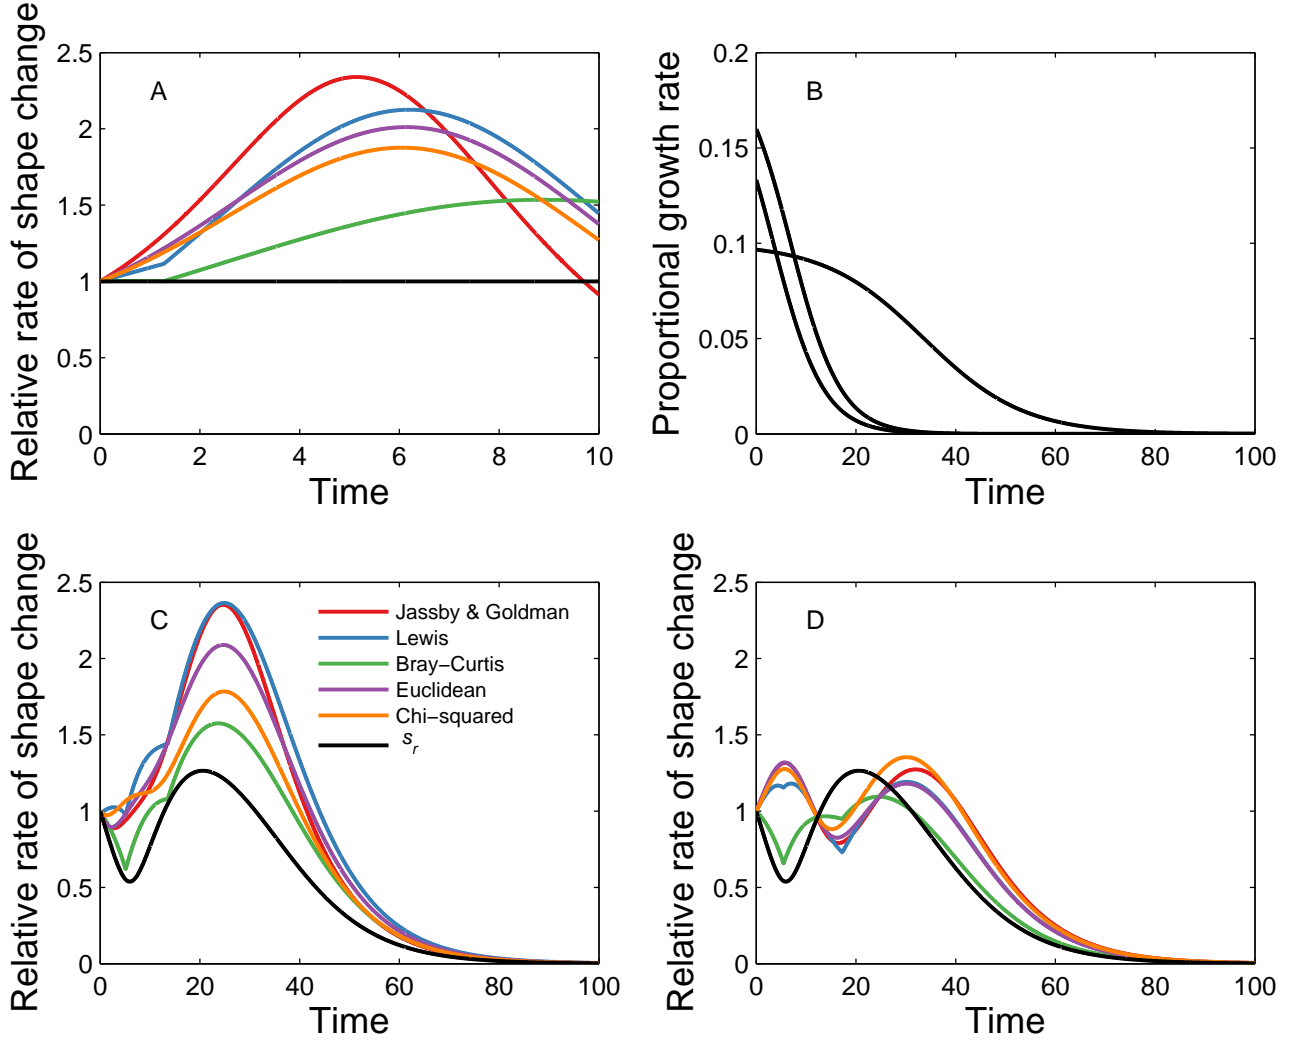 Relative rate of shape change
2.5
2
1.5
1
0.5
0
A
0 2 4 6 8 10
Time
Proportional growth rate
0.2
0.15
0.1
0.05
0
B
0 20 40 60 80 100
Time
Relative rate of shape change
2.5
2
1.5
1
0.5
0
C
Jassby & Goldman
Lewis
Bray−Curtis
Euclidean
Chi−squared
s_r
0 20 40 60 80 100
Time
Relative rate of shape change
2.5
2
1.5
1
0.5
0
D
0 20 40 60 80 100
Time